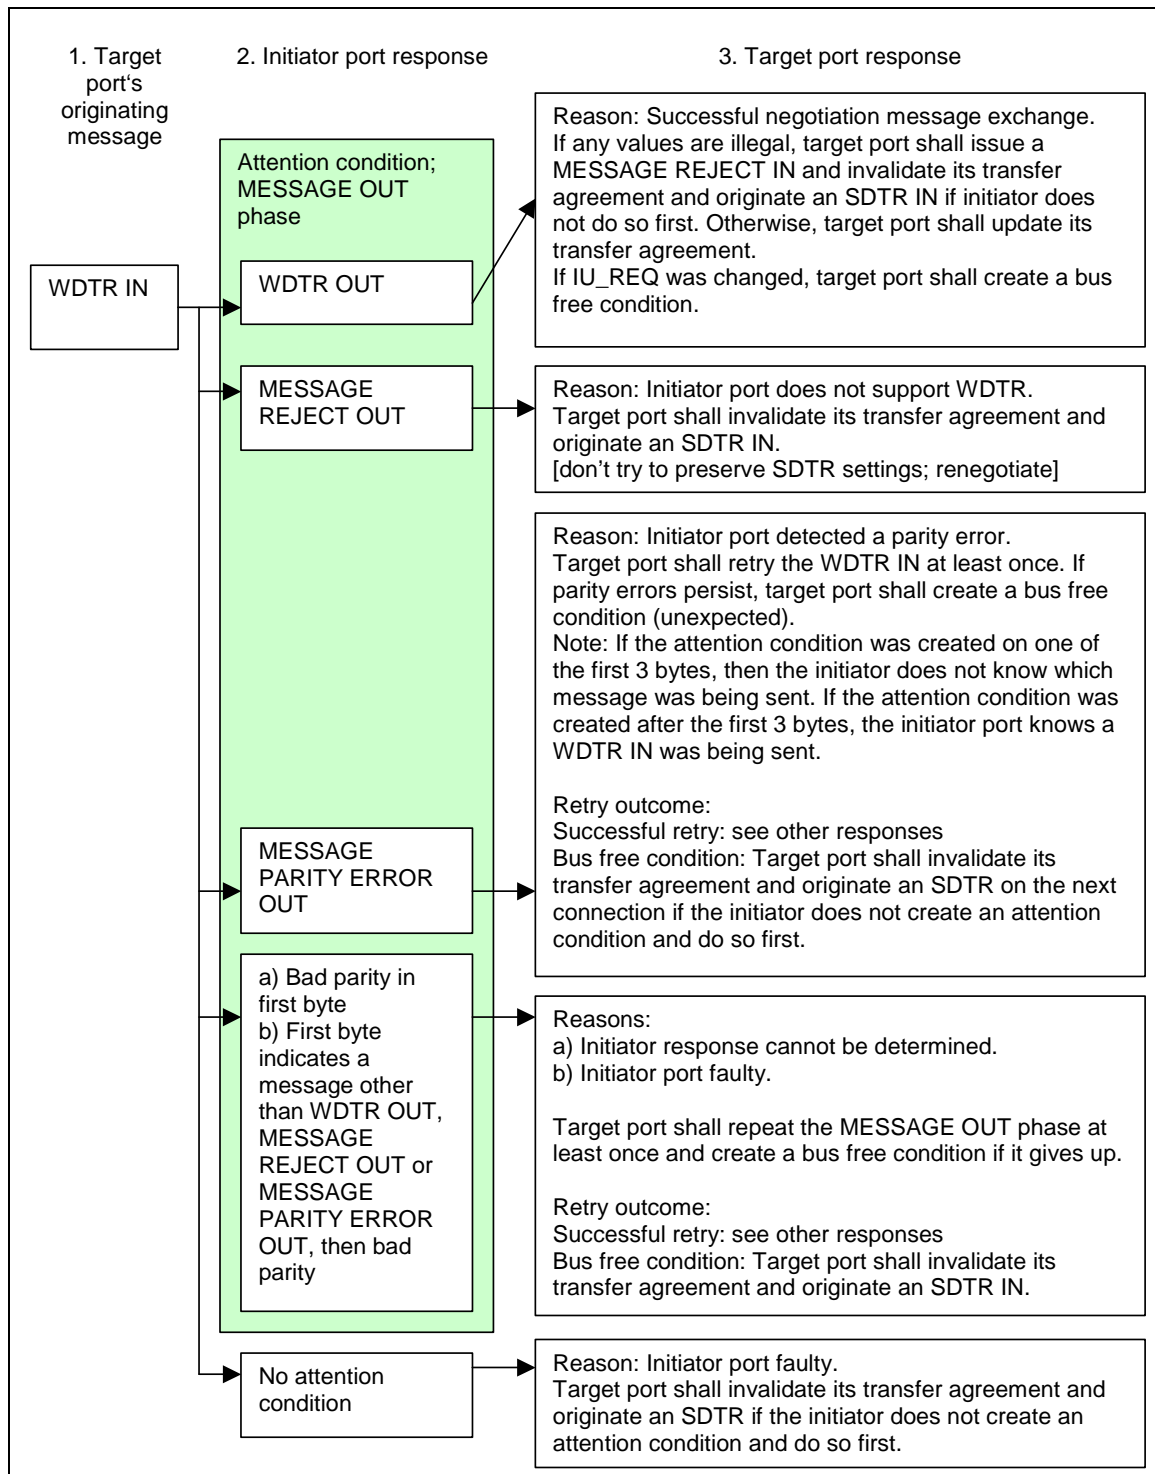 1. Target
port‘s
originating
message
2. Initiator port response
3. Target port response
WDTR IN
Attention condition;
MESSAGE OUT
phase
WDTR OUT
Reason: Successful negotiation message exchange.
If any values are illegal, target port shall issue a
MESSAGE REJECT IN and invalidate its transfer
agreement and originate an SDTR IN if initiator does
not do so first. Otherwise, target port shall update its
transfer agreement.
If IU_REQ was changed, target port shall create a bus
free condition.
MESSAGE
REJECT OUT
Reason: Initiator port does not support WDTR.
Target port shall invalidate its transfer agreement and
originate an SDTR IN.
[don’t try to preserve SDTR settings; renegotiate]
MESSAGE
PARITY ERROR
OUT
Reason: Initiator port detected a parity error.
Target port shall retry the WDTR IN at least once. If
parity errors persist, target port shall create a bus free
condition (unexpected).
Note: If the attention condition was created on one of
the first 3 bytes, then the initiator does not know which
message was being sent. If the attention condition was
created after the first 3 bytes, the initiator port knows a
WDTR IN was being sent.
Retry outcome:
Successful retry: see other responses
Bus free condition: Target port shall invalidate its
transfer agreement and originate an SDTR on the next
connection if the initiator does not create an attention
condition and do so first.
a) Bad parity in
first byte
b) First byte
indicates a
message other
than WDTR OUT,
MESSAGE
REJECT OUT or
MESSAGE
PARITY ERROR
OUT, then bad
parity
Reasons:
a) Initiator response cannot be determined.
b) Initiator port faulty.
Target port shall repeat the MESSAGE OUT phase at
least once and create a bus free condition if it gives up.
Retry outcome:
Successful retry: see other responses
Bus free condition: Target port shall invalidate its
transfer agreement and originate an SDTR IN.
No attention
condition
Reason: Initiator port faulty.
Target port shall invalidate its transfer agreement and
originate an SDTR if the initiator does not create an
attention condition and do so first.